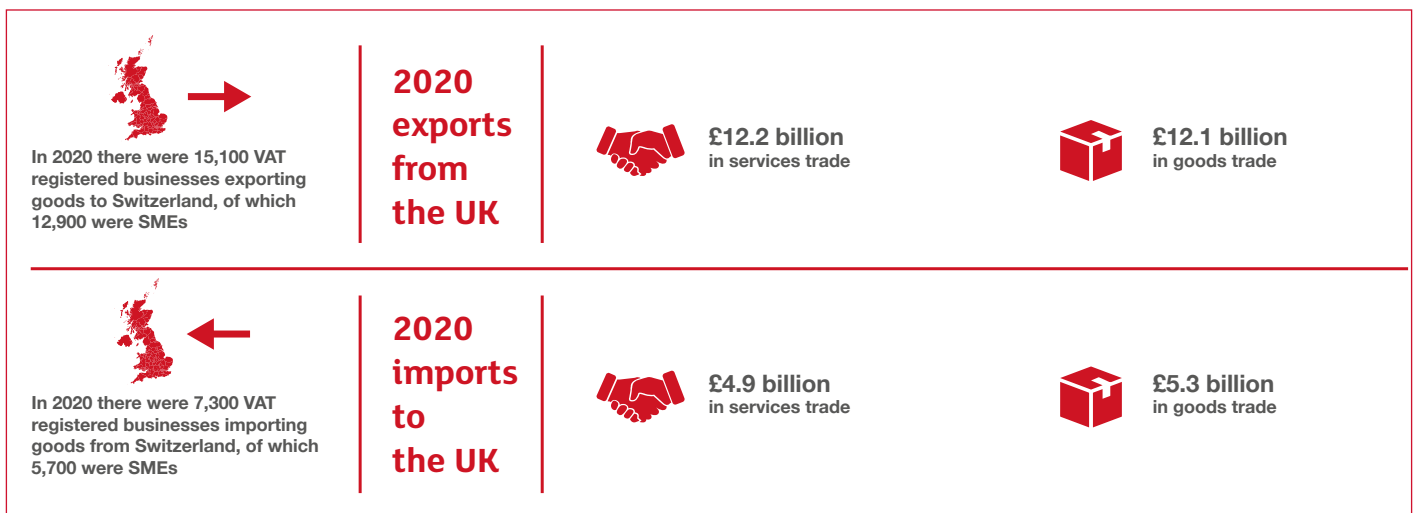 In 2020 there were 15,100 VAT
registered businesses exporting
goods to Switzerland, of which
12,900 were SMEs
2020
exports
from
the UK
£12.2 billion
in services trade
£12.1 billion
in goods trade
In 2020 there were 7,300 VAT
registered businesses importing
goods from Switzerland, of which
5,700 were SMEs
2020
imports
to
the UK
£4.9 billion
in services trade
£5.3 billion
in goods trade